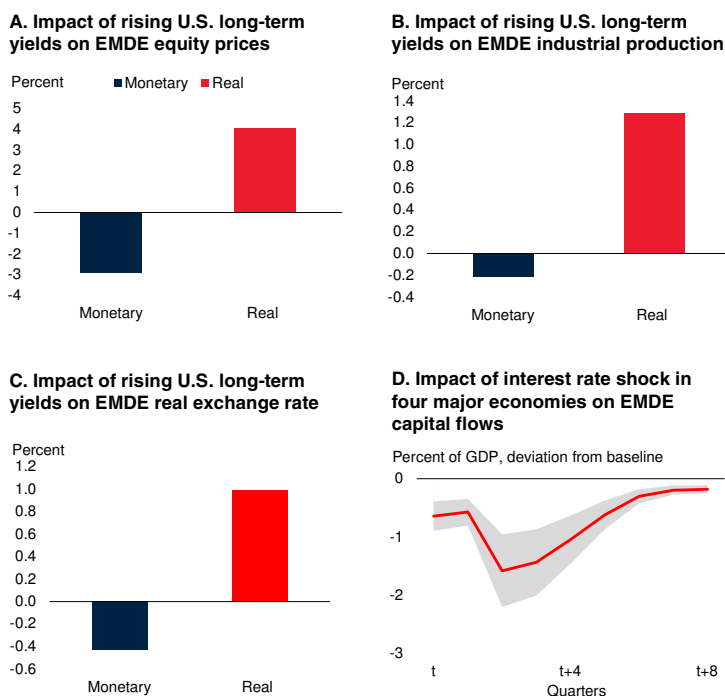 A. Impact of rising U.S. long-term
yields on EMDE equity prices
Percent
Monetary Real
5
4
3
2
1
0
-1
-2
-3
-4
Monetary Real
B. Impact of rising U.S. long-term
yields on EMDE industrial production
Percent
1.4
1.2
1.0
0.8
0.6
0.4
0.2
0.0
-0.2
-0.4
Monetary Real
C. Impact of rising U.S. long-term
yields on EMDE real exchange rate
Percent
1.2
1.0
0.8
0.6
0.4
0.2
0.0
-0.2
-0.4
-0.6
Monetary Real
D. Impact of interest rate shock in
four major economies on EMDE
capital flows
Percent of GDP, deviation from baseline
0
-1
-2
-3
t t+4 t+8
Quarters